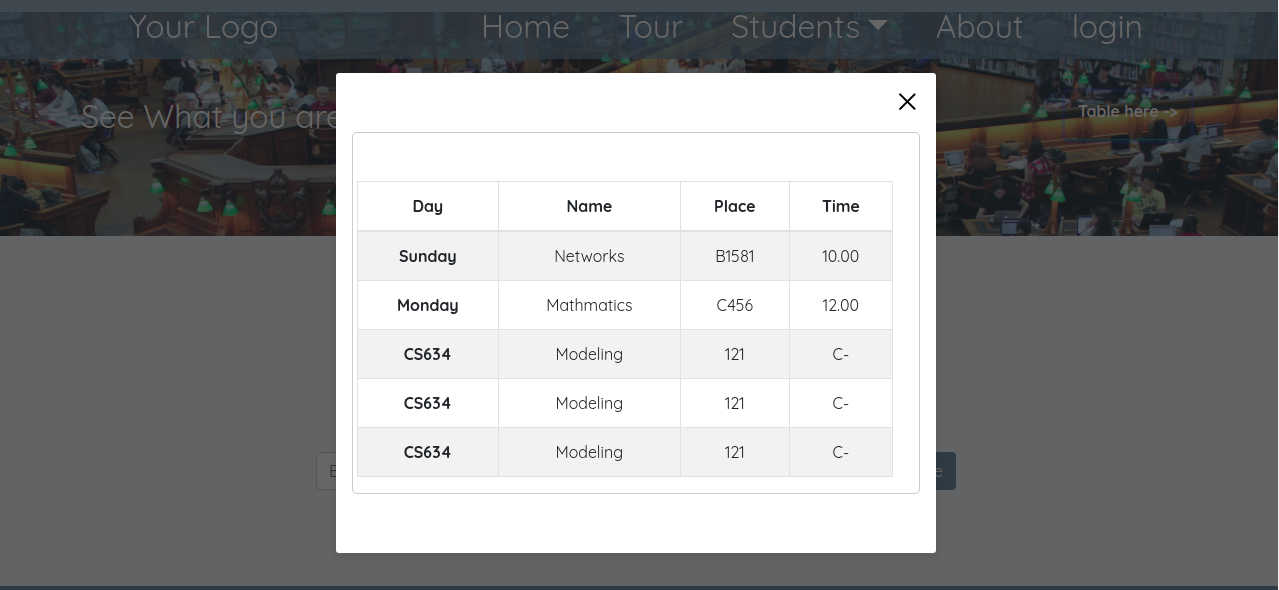 Your Logo Home Tour Students About login
See What you are
Table here ->
Day Name Place Time
Sunday Networks B1581 10.00
Monday Mathmatics C456 12.00
CS634 Modeling 121 C-
CS634 Modeling 121 C-
CS634 Modeling 121 C-